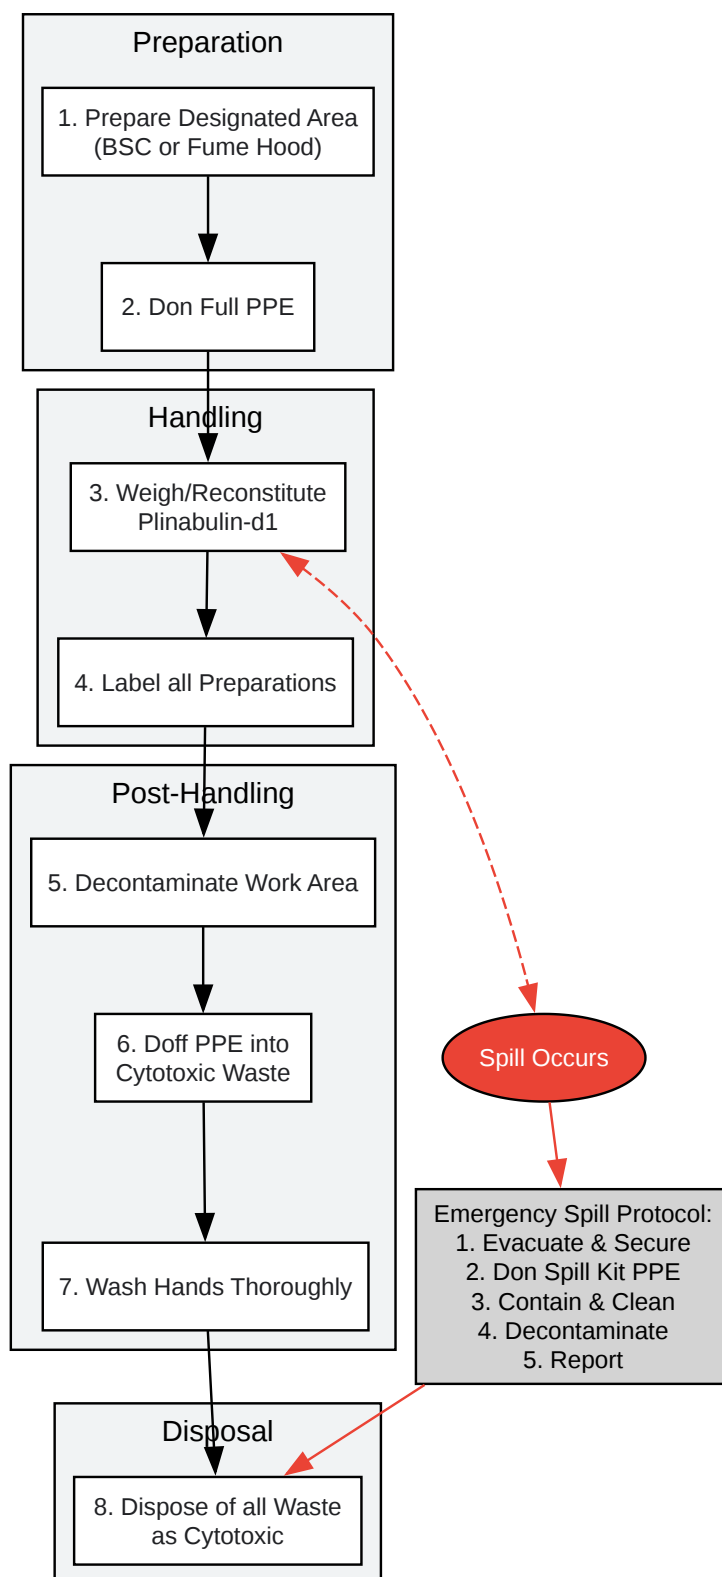 Preparation
1. Prepare Designated Area
(BSC or Fume Hood)
2. Don Full PPE
Handling
3. Weigh/Reconstitute
Plinabulin-d1
4. Label all Preparations
Post-Handling
5. Decontaminate Work Area
6. Doff PPE into
Cytotoxic Waste
Spill Occurs
Emergency Spill Protocol:
1. Evacuate & Secure
2. Don Spill Kit PPE
3. Contain & Clean
4. Decontaminate
5. Report
7. Wash Hands Thoroughly
Disposal
8. Dispose of all Waste
as Cytotoxic